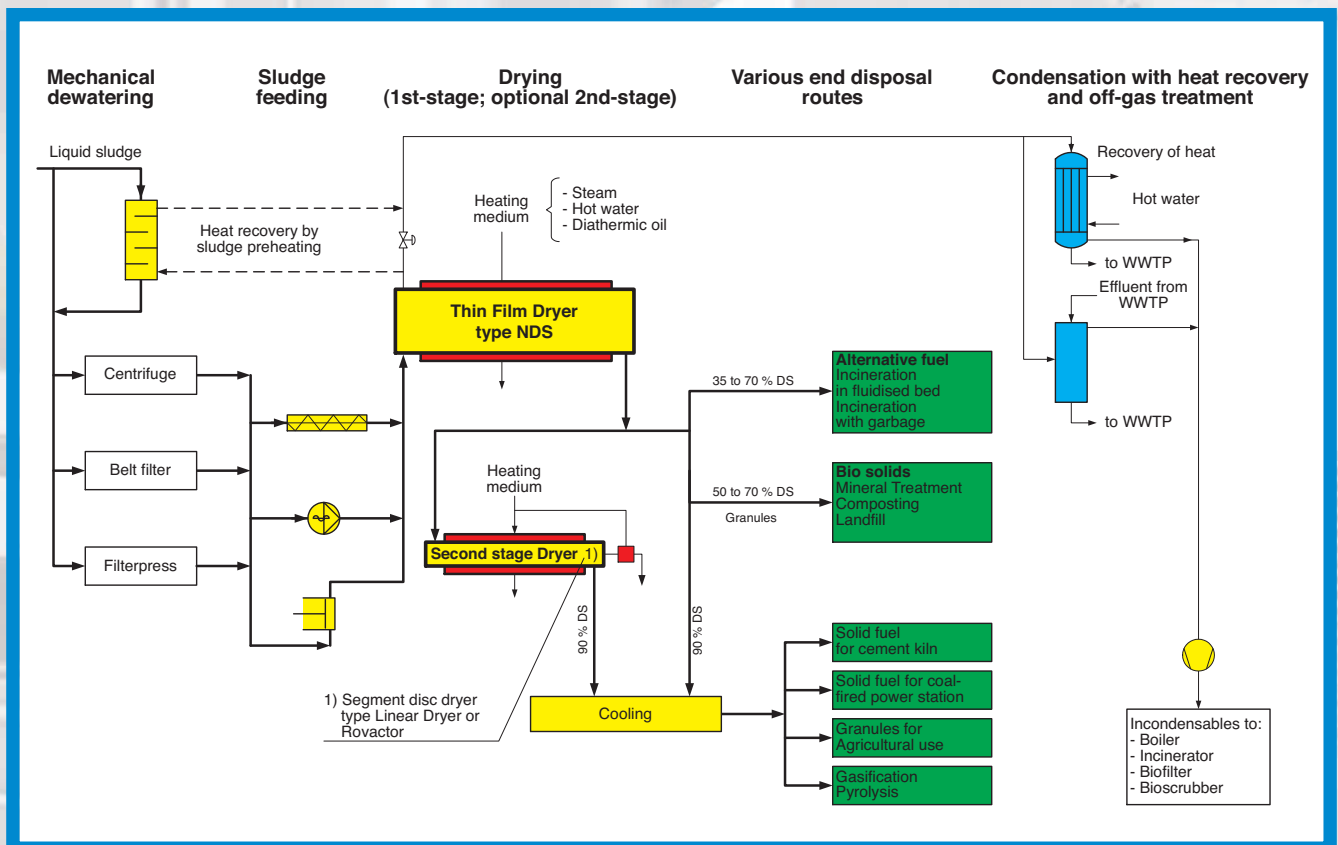 Mechanical
dewatering
Sludge
feeding
Drying
(1st-stage; optional 2nd-stage)
Various end disposal
routes
Condensation with heat recovery
and off-gas treatment
Liquid sludge
Heat recovery by
sludge preheating
Heating
medium
- Steam
- Hot water
- Diathermic oil
Recovery of heat
Hot water
to WWTP
Effluent from
WWTP
to WWTP
Thin Film Dryer
type NDS
Centrifuge
Belt filter
Filterpress
35 to 70 % DS
Alternative fuel
Incineration
in fluidised bed
Incineration
with garbage
50 to 70 % DS
Granules
Bio solids
Mineral Treatment
Composting
Landfill
Heating
medium
Second stage Dryer 1)
90 % DS
90 % DS
1) Segment disc dryer
type Linear Dryer or
Rovactor
Cooling
Solid fuel
for cement kiln
Solid fuel for coal-
fired power station
Granules for
Agricultural use
Gasification
Pyrolysis
Incondensables to:
- Boiler
- Incinerator
- Biofilter
- Bioscrubber